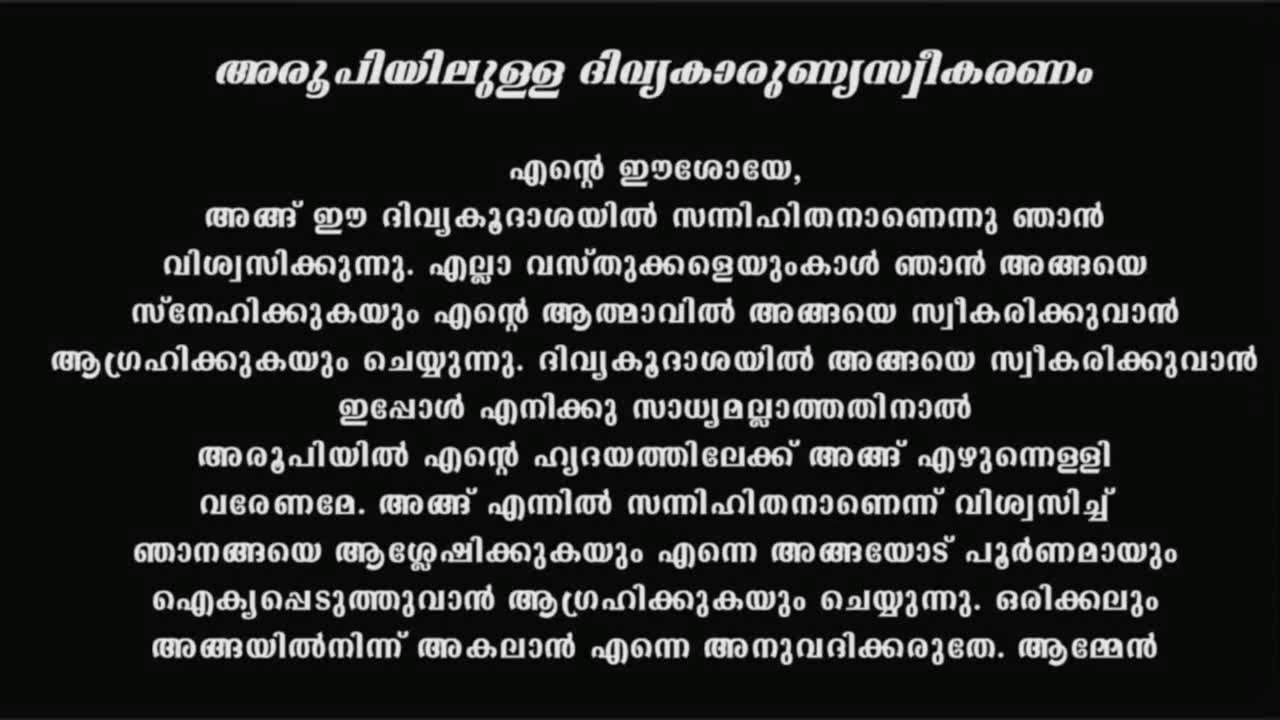 അരൂപിയിലുള്ള ദിവ്യകാരുണ്യസ്വീകരണം
എന്റെ ഈശോയേ,
അങ്ങ് ഈ ദിവ്യകൂദാശയിൽ സന്നിഹിതനാണെന്നു ഞാൻ
വിശ്വസിക്കുന്നു. എല്ലാ വസ്തുക്കളെയുംകാൾ ഞാൻ അങ്ങയെ
സ്നേഹിക്കുകയും എന്റെ ആത്മാവിൽ അങ്ങയെ സ്വീകരിക്കുവാൻ
ആഗ്രഹിക്കുകയും ചെയ്യുന്നു. ദിവ്യകൂദാശയിൽ അങ്ങയെ സ്വീകരിക്കുവാൻ
ഇപ്പോൾ എനിക്കു സാധ്യമല്ലാത്തതിനാൽ
അരൂപിയിൽ എന്റെ ഹൃദയത്തിലേക്ക് അങ്ങ് എഴുന്നെള്ളി
വരേണമേ. അങ്ങ് എന്നിൽ സന്നിഹിതനാണെന്ന് വിശ്വസിച്ച്
ഞാനങ്ങയെ ആശ്ലേഷിക്കുകയും എന്നെ അങ്ങയോട് പൂർണമായും
ഐക്യപ്പെടുത്തുവാൻ ആഗ്രഹിക്കുകയും ചെയ്യുന്നു. ഒരിക്കലും
അങ്ങയിൽനിന്ന് അകലാൻ എന്നെ അനുവദിക്കരുതേ. ആമ്മേൻ